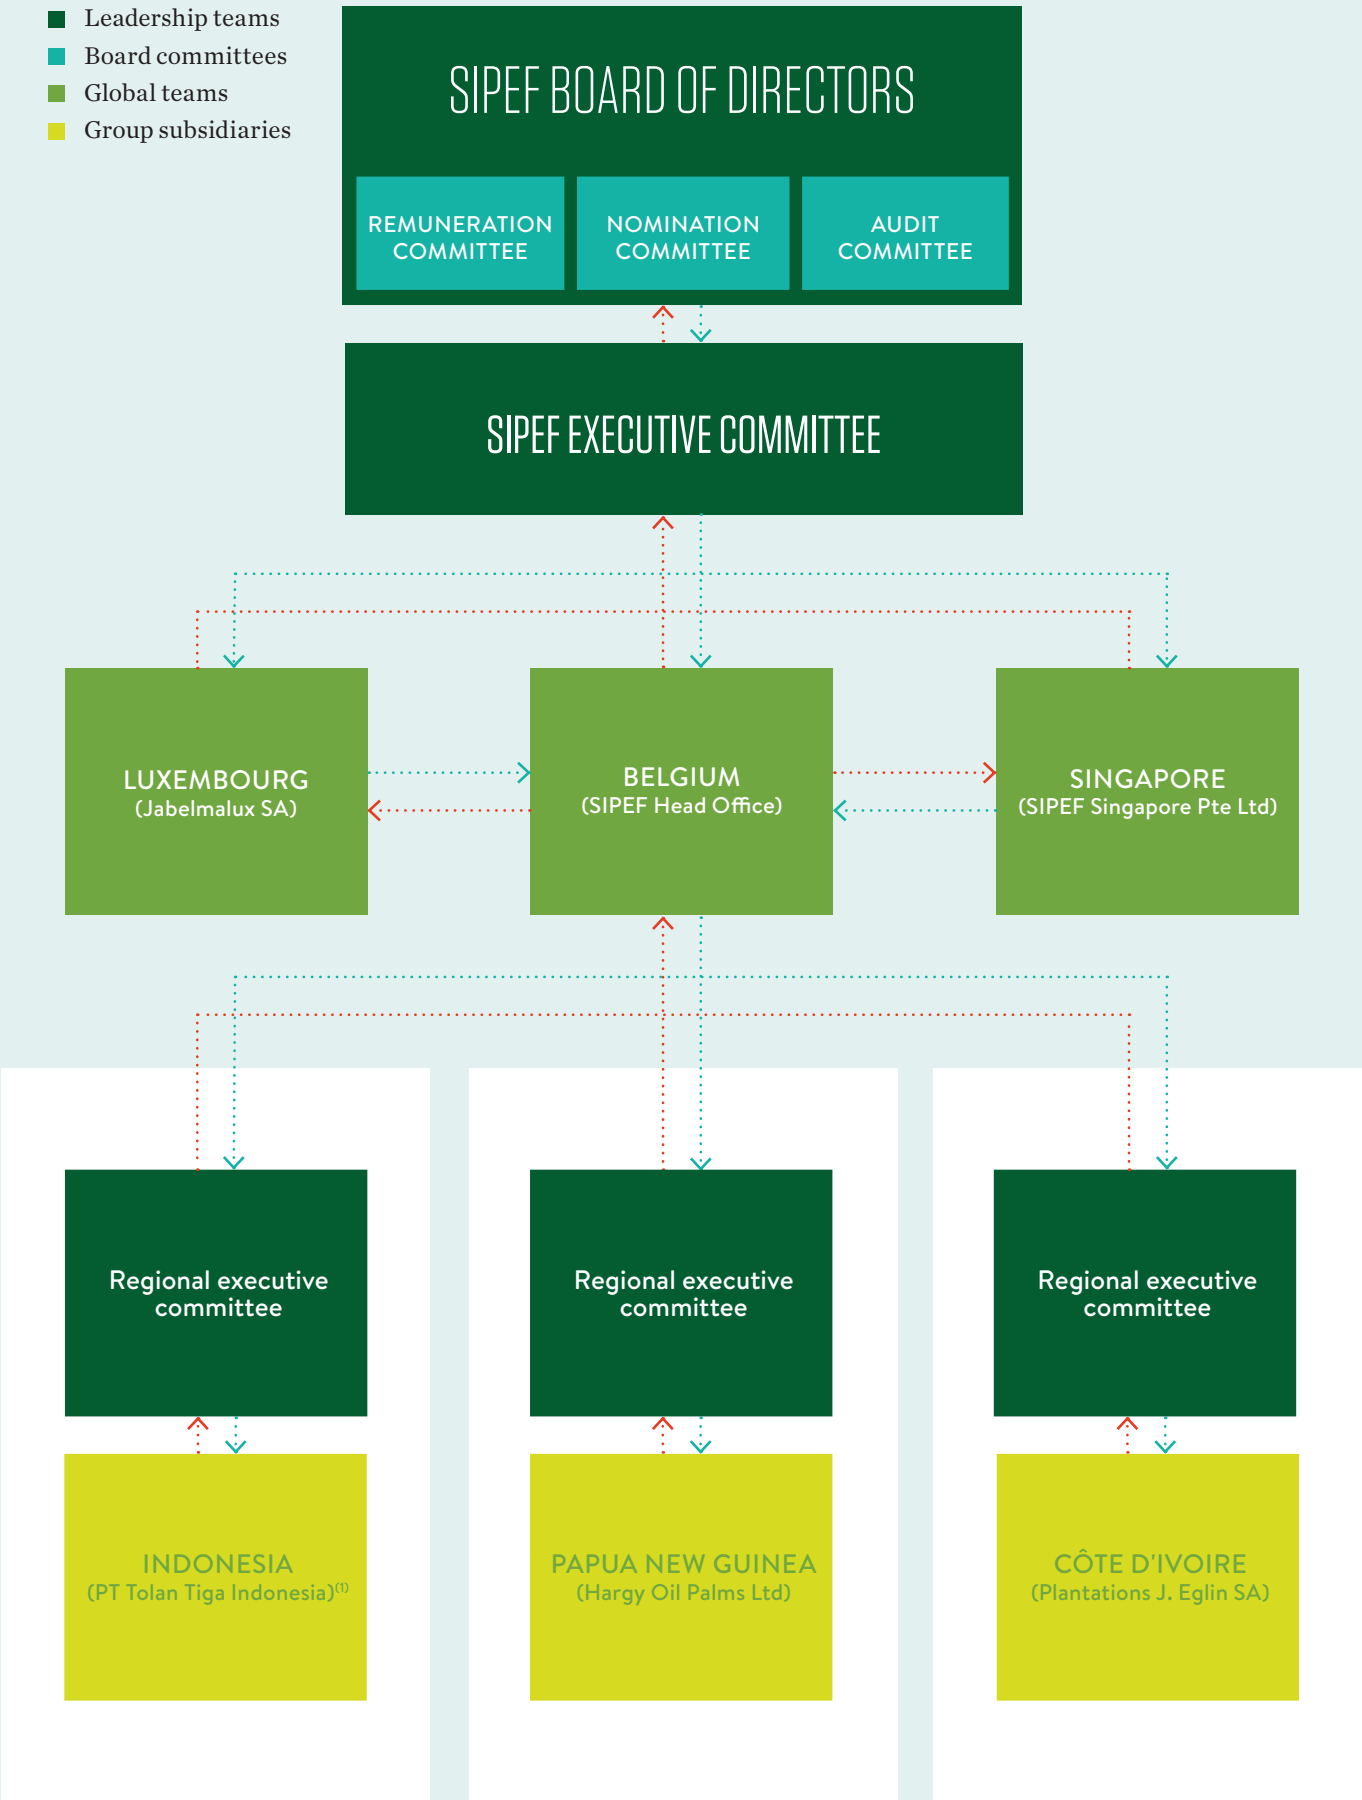 Leadership teams
Board committees
Global teams
Group subsidiaries
SIPEF BOARD OF DIRECTORS
REMUNERATION
COMMITTEE
NOMINATION
COMMITTEE
AUDIT
COMMITTEE
SIPEF EXECUTIVE COMMITTEE
LUXEMBOURG
(Jabelmalux SA)
BELGIUM
(SIPEF Head Office)
SINGAPORE
(SIPEF Singapore Pte Ltd)
Regional executive
committee
Regional executive
committee
Regional executive
committee
INDONESIA
(PT Tolan Tiga Indonesia)(1)
PAPUA NEW GUINEA
(Hargy Oil Palms Ltd)
CÔTE D'IVOIRE
(Plantations J. Eglin SA)